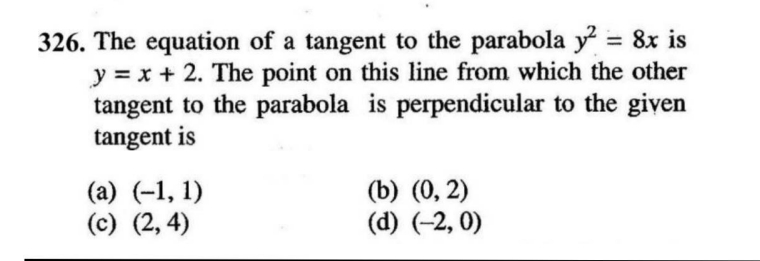 326. The equation of a tangent to the parabola y² = 8x is
y = x + 2. The point on this line from which the other
tangent to the parabola is perpendicular to the given
tangent is
(a) (–1, 1) (b) (0, 2)
(c) (2, 4) (d) (–2, 0)